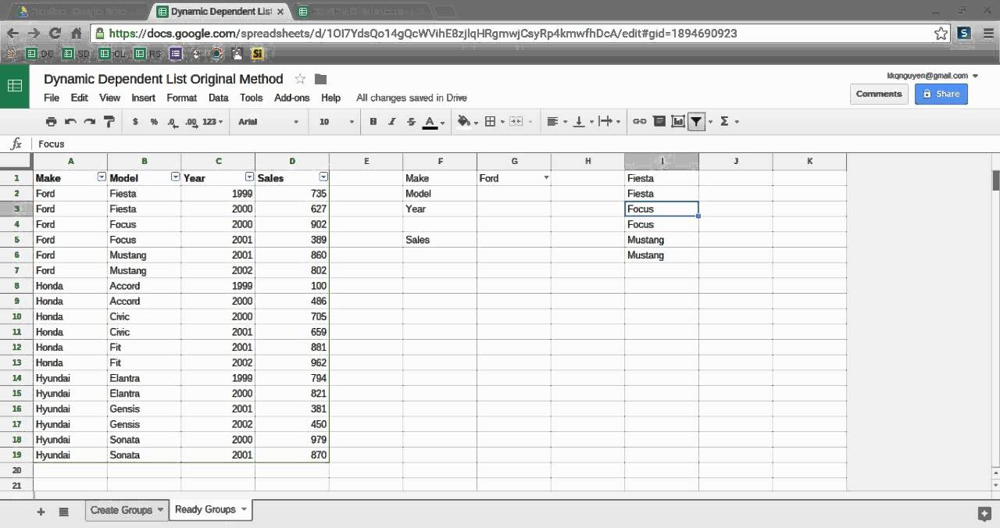 Dynamic Dependent List
https://docs.google.com/spreadsheets/d/1OI7YdsQo14gQcWVihE8zjlqHRgmwjCsyRp4kmwfhDcA/edit#gid=1894690923
DC SD CL RS Si
Dynamic Dependent List Original Method
kkqnguyen@gmail.com
File Edit View Insert Format Data Tools Add-ons Help All changes saved in Drive
Comments Share
$ % .0 .00 123 Arial 10 B I S A Σ
fx Focus
A B C D E F G H I J K
1 Make Model Year Sales Make Ford Fiesta
2 Ford Fiesta 1999 735 Model Fiesta
3 Ford Fiesta 2000 627 Year Focus
4 Ford Focus 2000 902 Focus
5 Ford Focus 2001 389 Sales Mustang
6 Ford Mustang 2001 860 Mustang
7 Ford Mustang 2002 802
8 Honda Accord 1999 100
9 Honda Accord 2000 486
10 Honda Civic 2000 705
11 Honda Civic 2001 659
12 Honda Fit 2001 881
13 Honda Fit 2002 962
14 Hyundai Elantra 1999 794
15 Hyundai Elantra 2000 821
16 Hyundai Gensis 2001 381
17 Hyundai Gensis 2002 450
18 Hyundai Sonata 2000 979
19 Hyundai Sonata 2001 870
20
21
Create Groups Ready Groups